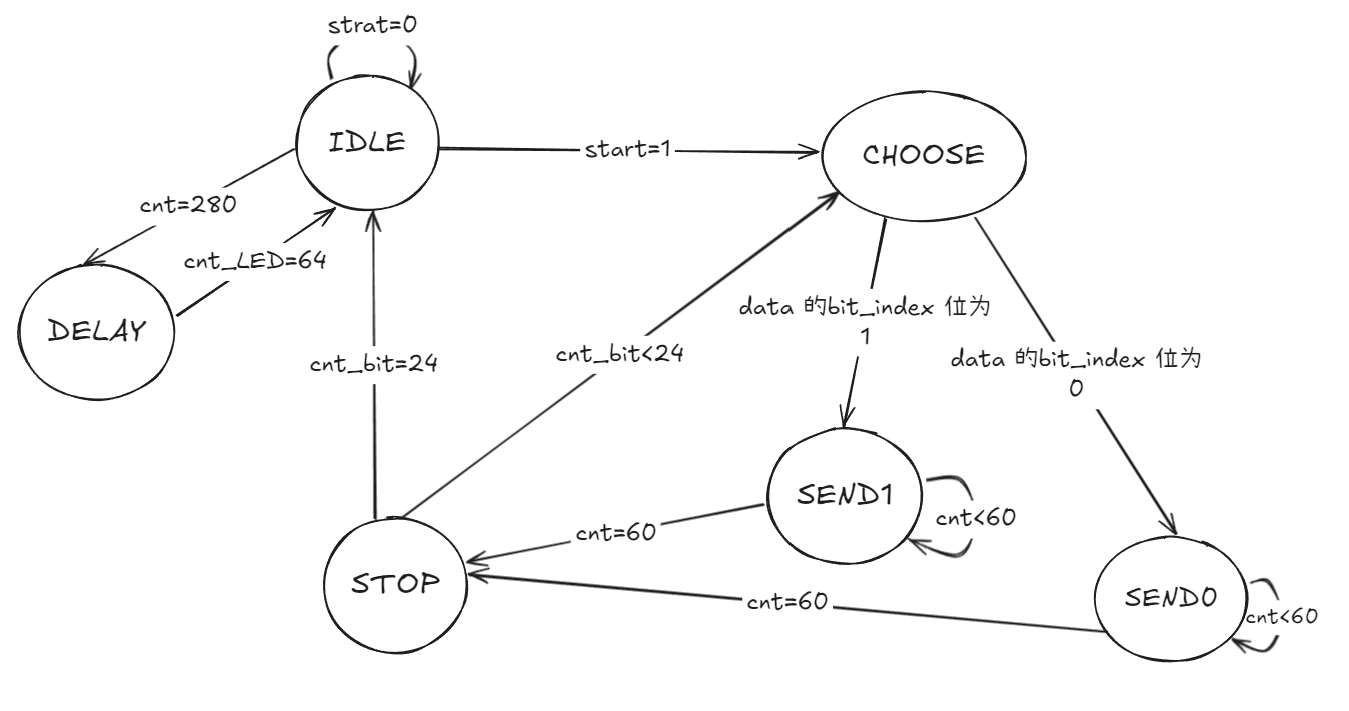 strat=0
IDLE
start=1
CHOOSE
cnt=280
cnt_LED=64
DELAY
cnt_bit=24
cnt_bit<24
data 的bit_index 位为
1
data 的bit_index 位为
0
SEND1
cnt<60
cnt=60
STOP
cnt=60
SEND0
cnt<60